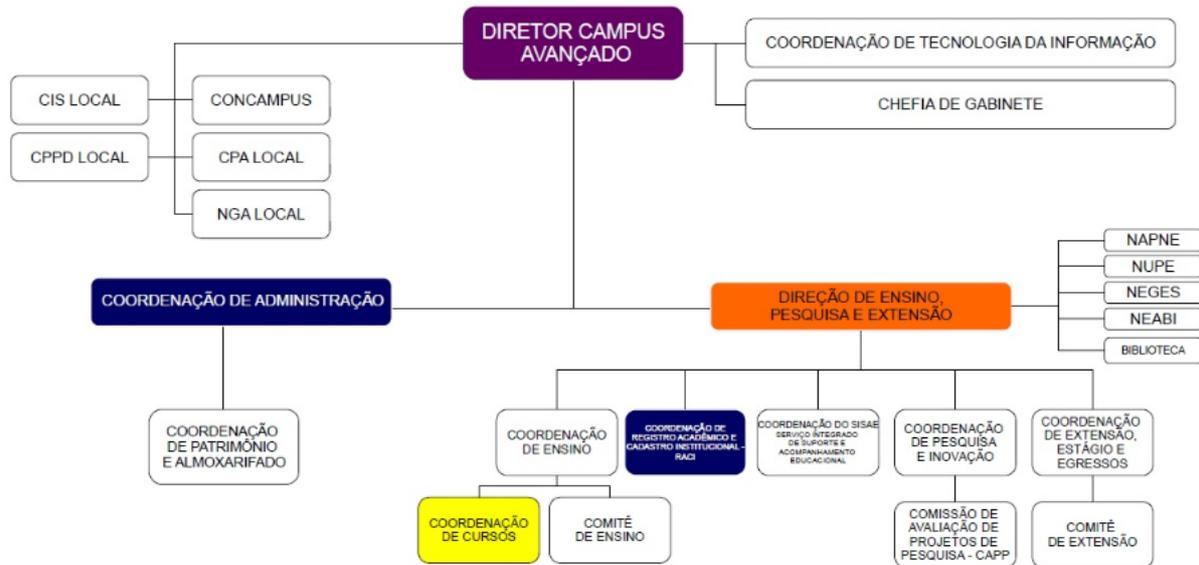 DIRETOR CAMPUS
AVANÇADO
COORDENAÇÃO DE TECNOLOGIA DA INFORMAÇÃO
CHEFIA DE GABINETE
CIS LOCAL
CONCAMPUS
CPPD LOCAL
CPA LOCAL
NGA LOCAL
COORDENAÇÃO DE ADMINISTRAÇÃO
DIREÇÃO DE ENSINO,
PESQUISA E EXTENSÃO
NAPNE
NUPE
NEGES
NEABI
BIBLIOTECA
COORDENAÇÃO
DE PATRIMÔNIO
E ALMOXARIFADO
COORDENAÇÃO
DE ENSINO
COORDENAÇÃO DE
REGISTRO ACADÊMICO E
CADASTRO INSTITUCIONAL -
RACI
COORDENAÇÃO DO SISAE
SERVIÇO INTEGRADO
DE SUPORTE E
ACOMPANHAMENTO
EDUCACIONAL
COORDENAÇÃO
DE PESQUISA
E INOVAÇÃO
COORDENAÇÃO
DE EXTENSÃO,
ESTÁGIO E
EGRESSOS
COORDENAÇÃO
DE CURSOS
COMITÊ
DE ENSINO
COMISSÃO DE
AVALIAÇÃO DE
PROJETOS DE
PESQUISA - CAPP
COMITÊ
DE EXTENSÃO